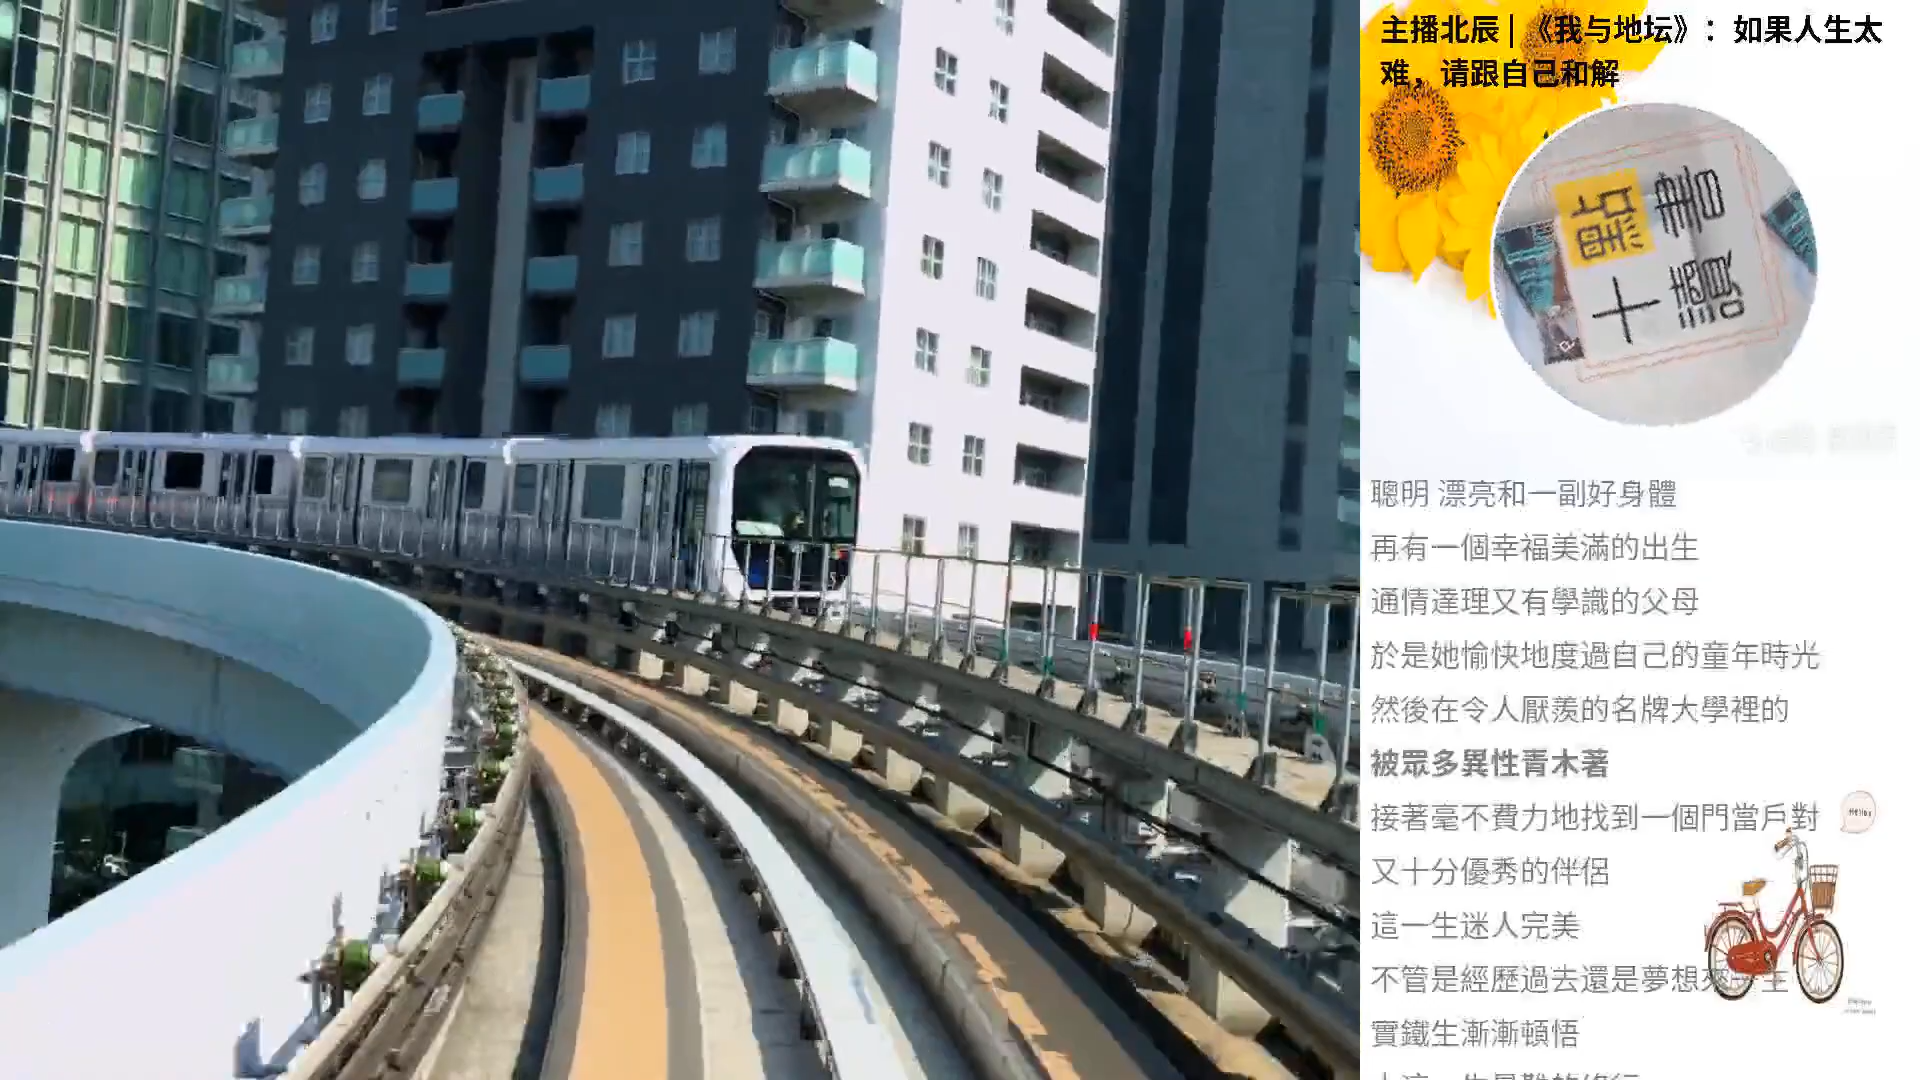 主播北辰 | 《我与地坛》：如果人生太
难，请跟自己和解
點 書
十 讀
聰明 漂亮和一副好身體
再有一個幸福美滿的出生
通情達理又有學識的父母
於是她愉快地度過自己的童年時光
然後在令人厭羨的名牌大學裡的
被眾多異性青木著
接著毫不費力地找到一個門當戶對
又十分優秀的伴侶
這一生迷人完美
不管是經歷過去還是夢想來
實鐵生漸漸頓悟
Hello